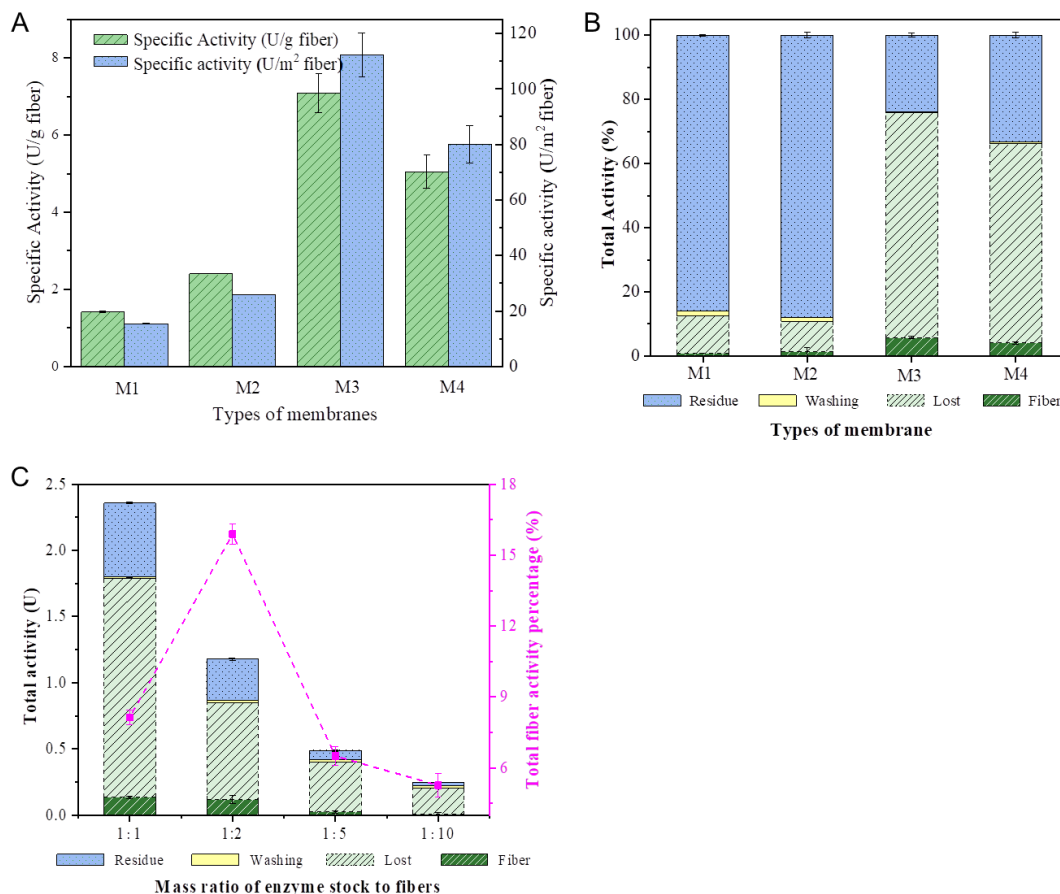 A
Specific Activity (U/g fiber)
Specific activity (U/m² fiber)
Specific Activity (U/g fiber)
8
6
4
2
0
120
100
80
60
40
20
0
Specific activity (U/m² fiber)
M1 M2 M3 M4
Types of membranes
B
Total Activity (%)
100
80
60
40
20
0
M1 M2 M3 M4
Residue Washing Lost Fiber
Types of membrane
C
Total activity (U)
2.5
2.0
1.5
1.0
0.5
0.0
18
15
12
9
6
Total fiber activity percentage (%)
1:1 1:2 1:5 1:10
Residue Washing Lost Fiber
Mass ratio of enzyme stock to fibers